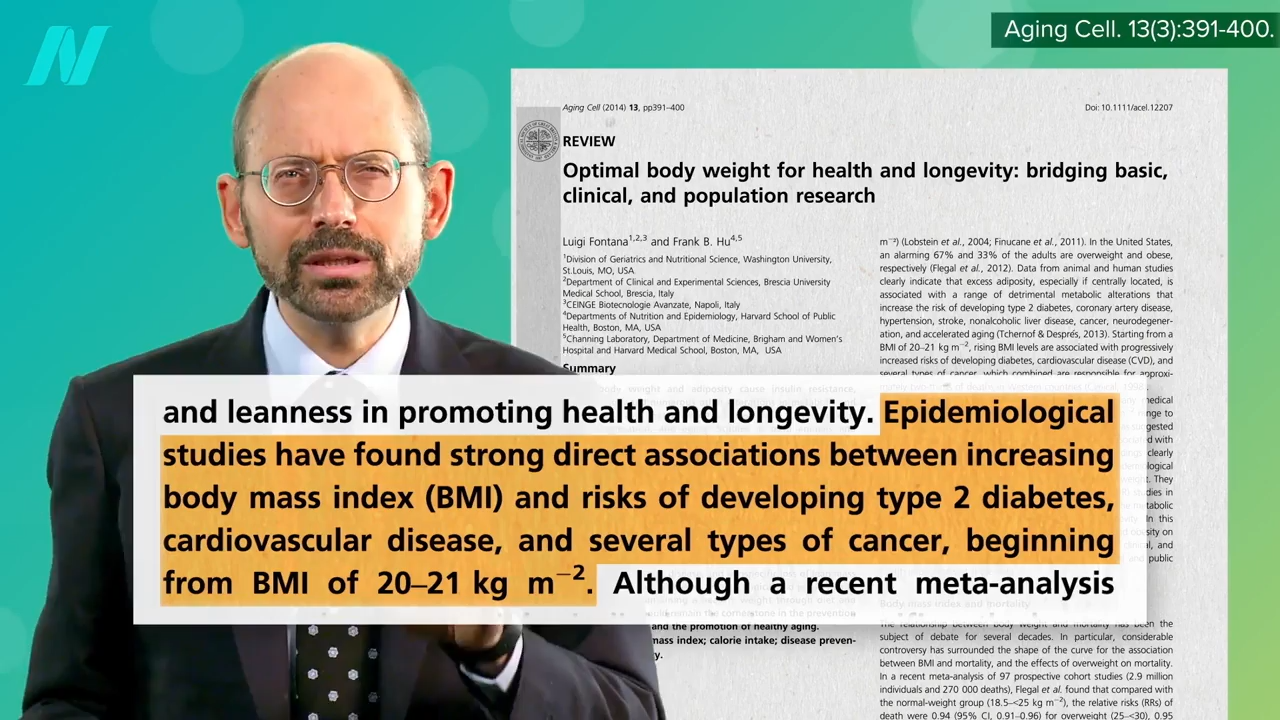 Aging Cell. 13(3):391-400.
Aging Cell (2014) 13, pp391–400
Doi: 10.1111/acel.12207
REVIEW
Optimal body weight for health and longevity: bridging basic,
clinical, and population research
Luigi Fontana1,2,3 and Frank B. Hu4,5
1Division of Geriatrics and Nutritional Science, Washington University,
St.Louis, MO, USA
2Department of Clinical and Experimental Sciences, Brescia University
Medical School, Brescia, Italy
3CEINGE Biotecnologie Avanzate, Napoli, Italy
4Departments of Nutrition and Epidemiology, Harvard School of Public
Health, Boston, MA, USA
5Channing Laboratory, Department of Medicine, Brigham and Women's
Hospital and Harvard Medical School, Boston, MA, USA
Summary
m−2) (Lobstein et al., 2004; Finucane et al., 2011). In the United States,
an alarming 67% and 33% of the adults are overweight and obese,
respectively (Flegal et al., 2012). Data from animal and human studies
clearly indicate that excess adiposity, especially if centrally located, is
associated with a range of detrimental metabolic alterations that
increase the risk of developing type 2 diabetes, coronary artery disease,
hypertension, stroke, nonalcoholic liver disease, cancer, neurodegener-
ation, and accelerated aging (Tchernof & Després, 2013). Starting from a
BMI of 20–21 kg m−2, rising BMI levels are associated with progressively
increased risks of developing diabetes, cardiovascular disease (CVD), and
several types of cancer, which combined are responsible for approxi-
and leanness in promoting health and longevity. Epidemiological
studies have found strong direct associations between increasing
body mass index (BMI) and risks of developing type 2 diabetes,
cardiovascular disease, and several types of cancer, beginning
from BMI of 20–21 kg m−2. Although a recent meta-analysis
and the promotion of healthy aging.
mass index; calorie intake; disease preven-
y.
Body mass index and mortality
The relationship between body weight and mortality has been the
subject of debate for several decades. In particular, considerable
controversy has surrounded the shape of the curve for the association
between BMI and mortality, and the effects of overweight on mortality.
In a recent meta-analysis of 97 prospective cohort studies (2.9 million
individuals and 270 000 deaths), Flegal et al. found that compared with
the normal-weight group (18.5–<25 kg m−2), the relative risks (RRs) of
death were 0.94 (95% CI, 0.91–0.96) for overweight (25–<30), 0.95